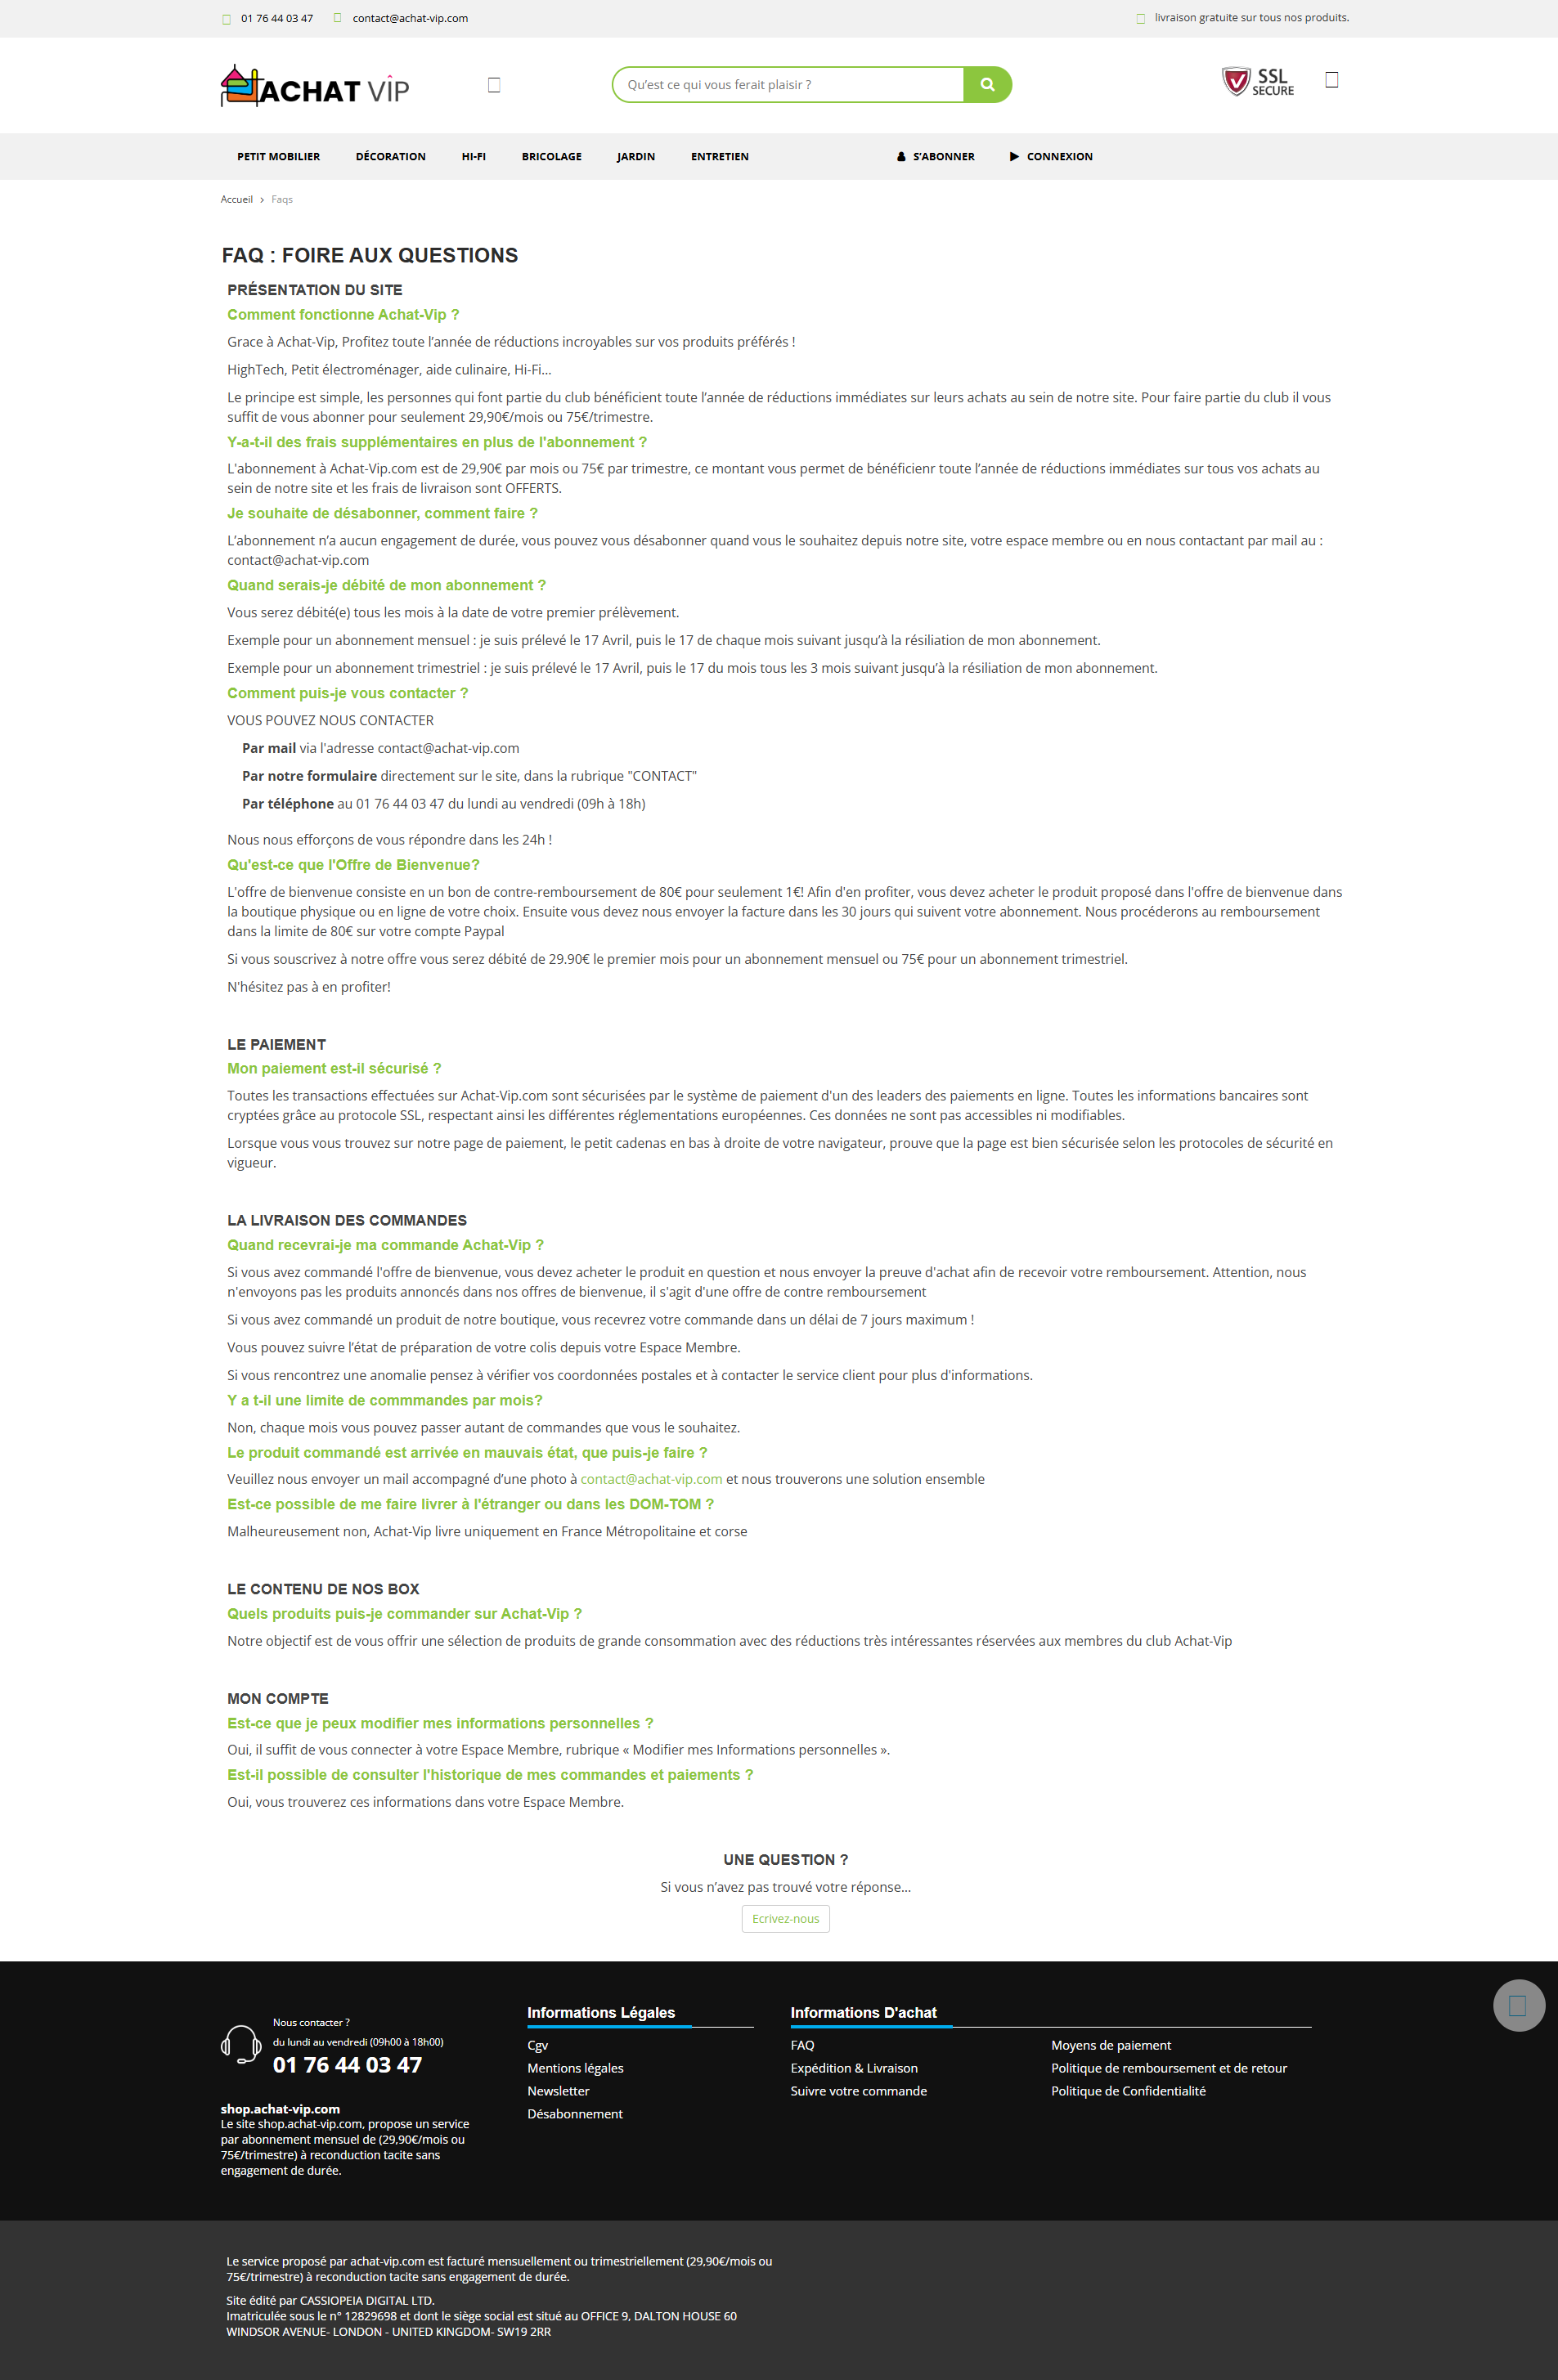 01 76 44 03 47 contact@achat-vip.com livraison gratuite sur tous nos produits.
ACHAT VIP
Qu'est ce qui vous ferait plaisir ?
SSL
SECURE
PETIT MOBILIER DÉCORATION HI-FI BRICOLAGE JARDIN ENTRETIEN S'ABONNER CONNEXION
Accueil › Faqs
FAQ : FOIRE AUX QUESTIONS
PRÉSENTATION DU SITE
Comment fonctionne Achat-Vip ?
Grace à Achat-Vip, Profitez toute l’année de réductions incroyables sur vos produits préférés !
HighTech, Petit électroménager, aide culinaire, Hi-Fi...
Le principe est simple, les personnes qui font partie du club bénéficient toute l’année de réductions immédiates sur leurs achats au sein de notre site. Pour faire partie du club il vous
suffit de vous abonner pour seulement 29,90€/mois ou 75€/trimestre.
Y-a-t-il des frais supplémentaires en plus de l'abonnement ?
L'abonnement à Achat-Vip.com est de 29,90€ par mois ou 75€ par trimestre, ce montant vous permet de bénéficienr toute l’année de réductions immédiates sur tous vos achats au
sein de notre site et les frais de livraison sont OFFERTS.
Je souhaite de désabonner, comment faire ?
L’abonnement n’a aucun engagement de durée, vous pouvez vous désabonner quand vous le souhaitez depuis notre site, votre espace membre ou en nous contactant par mail au :
contact@achat-vip.com
Quand serais-je débité de mon abonnement ?
Vous serez débité(e) tous les mois à la date de votre premier prélèvement.
Exemple pour un abonnement mensuel : je suis prélevé le 17 Avril, puis le 17 de chaque mois suivant jusqu’à la résiliation de mon abonnement.
Exemple pour un abonnement trimestriel : je suis prélevé le 17 Avril, puis le 17 du mois tous les 3 mois suivant jusqu’à la résiliation de mon abonnement.
Comment puis-je vous contacter ?
VOUS POUVEZ NOUS CONTACTER
Par mail via l'adresse contact@achat-vip.com
Par notre formulaire directement sur le site, dans la rubrique "CONTACT"
Par téléphone au 01 76 44 03 47 du lundi au vendredi (09h à 18h)
Nous nous efforçons de vous répondre dans les 24h !
Qu'est-ce que l'Offre de Bienvenue?
L'offre de bienvenue consiste en un bon de contre-remboursement de 80€ pour seulement 1€! Afin d'en profiter, vous devez acheter le produit proposé dans l'offre de bienvenue dans
la boutique physique ou en ligne de votre choix. Ensuite vous devez nous envoyer la facture dans les 30 jours qui suivent votre abonnement. Nous procéderons au remboursement
dans la limite de 80€ sur votre compte Paypal
Si vous souscrivez à notre offre vous serez débité de 29.90€ le premier mois pour un abonnement mensuel ou 75€ pour un abonnement trimestriel.
N'hésitez pas à en profiter!
LE PAIEMENT
Mon paiement est-il sécurisé ?
Toutes les transactions effectuées sur Achat-Vip.com sont sécurisées par le système de paiement d'un des leaders des paiements en ligne. Toutes les informations bancaires sont
cryptées grâce au protocole SSL, respectant ainsi les différentes réglementations européennes. Ces données ne sont pas accessibles ni modifiables.
Lorsque vous vous trouvez sur notre page de paiement, le petit cadenas en bas à droite de votre navigateur, prouve que la page est bien sécurisée selon les protocoles de sécurité en
vigueur.
LA LIVRAISON DES COMMANDES
Quand recevrai-je ma commande Achat-Vip ?
Si vous avez commandé l'offre de bienvenue, vous devez acheter le produit en question et nous envoyer la preuve d'achat afin de recevoir votre remboursement. Attention, nous
n'envoyons pas les produits annoncés dans nos offres de bienvenue, il s'agit d'une offre de contre remboursement
Si vous avez commandé un produit de notre boutique, vous recevrez votre commande dans un délai de 7 jours maximum !
Vous pouvez suivre l’état de préparation de votre colis depuis votre Espace Membre.
Si vous rencontrez une anomalie pensez à vérifier vos coordonnées postales et à contacter le service client pour plus d'informations.
Y a t-il une limite de commmandes par mois?
Non, chaque mois vous pouvez passer autant de commandes que vous le souhaitez.
Le produit commandé est arrivée en mauvais état, que puis-je faire ?
Veuillez nous envoyer un mail accompagné d’une photo à contact@achat-vip.com et nous trouverons une solution ensemble
Est-ce possible de me faire livrer à l'étranger ou dans les DOM-TOM ?
Malheureusement non, Achat-Vip livre uniquement en France Métropolitaine et corse
LE CONTENU DE NOS BOX
Quels produits puis-je commander sur Achat-Vip ?
Notre objectif est de vous offrir une sélection de produits de grande consommation avec des réductions très intéressantes réservées aux membres du club Achat-Vip
MON COMPTE
Est-ce que je peux modifier mes informations personnelles ?
Oui, il suffit de vous connecter à votre Espace Membre, rubrique « Modifier mes Informations personnelles ».
Est-il possible de consulter l'historique de mes commandes et paiements ?
Oui, vous trouverez ces informations dans votre Espace Membre.
UNE QUESTION ?
Si vous n’avez pas trouvé votre réponse...
Ecrivez-nous
Nous contacter ?
du lundi au vendredi (09h00 à 18h00)
01 76 44 03 47
shop.achat-vip.com
Le site shop.achat-vip.com, propose un service
par abonnement mensuel de (29,90€/mois ou
75€/trimestre) à reconduction tacite sans
engagement de durée.
Informations Légales
Cgv
Mentions légales
Newsletter
Désabonnement
Informations D'achat
FAQ
Expédition & Livraison
Suivre votre commande
Moyens de paiement
Politique de remboursement et de retour
Politique de Confidentialité
Le service proposé par achat-vip.com est facturé mensuellement ou trimestriellement (29,90€/mois ou
75€/trimestre) à reconduction tacite sans engagement de durée.
Site édité par CASSIOPEIA DIGITAL LTD.
Imatriculée sous le n° 12829698 et dont le siège social est situé au OFFICE 9, DALTON HOUSE 60
WINDSOR AVENUE- LONDON - UNITED KINGDOM- SW19 2RR